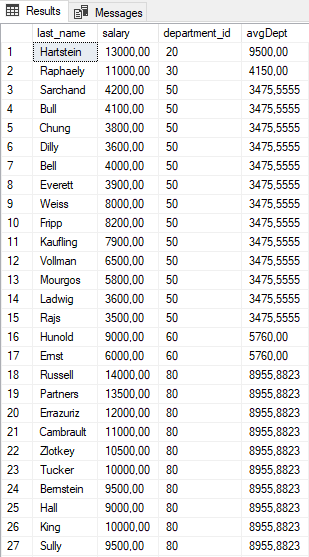 Results Messages
last_name salary department_id avgDept
1 Hartstein 13000,00 20 9500,00
2 Raphaely 11000,00 30 4150,00
3 Sarchand 4200,00 50 3475,5555
4 Bull 4100,00 50 3475,5555
5 Chung 3800,00 50 3475,5555
6 Dilly 3600,00 50 3475,5555
7 Bell 4000,00 50 3475,5555
8 Everett 3900,00 50 3475,5555
9 Weiss 8000,00 50 3475,5555
10 Fripp 8200,00 50 3475,5555
11 Kaufling 7900,00 50 3475,5555
12 Vollman 6500,00 50 3475,5555
13 Mourgos 5800,00 50 3475,5555
14 Ladwig 3600,00 50 3475,5555
15 Rajs 3500,00 50 3475,5555
16 Hunold 9000,00 60 5760,00
17 Ernst 6000,00 60 5760,00
18 Russell 14000,00 80 8955,8823
19 Partners 13500,00 80 8955,8823
20 Errazuriz 12000,00 80 8955,8823
21 Cambrault 11000,00 80 8955,8823
22 Zlotkey 10500,00 80 8955,8823
23 Tucker 10000,00 80 8955,8823
24 Bernstein 9500,00 80 8955,8823
25 Hall 9000,00 80 8955,8823
26 King 10000,00 80 8955,8823
27 Sully 9500,00 80 8955,8823